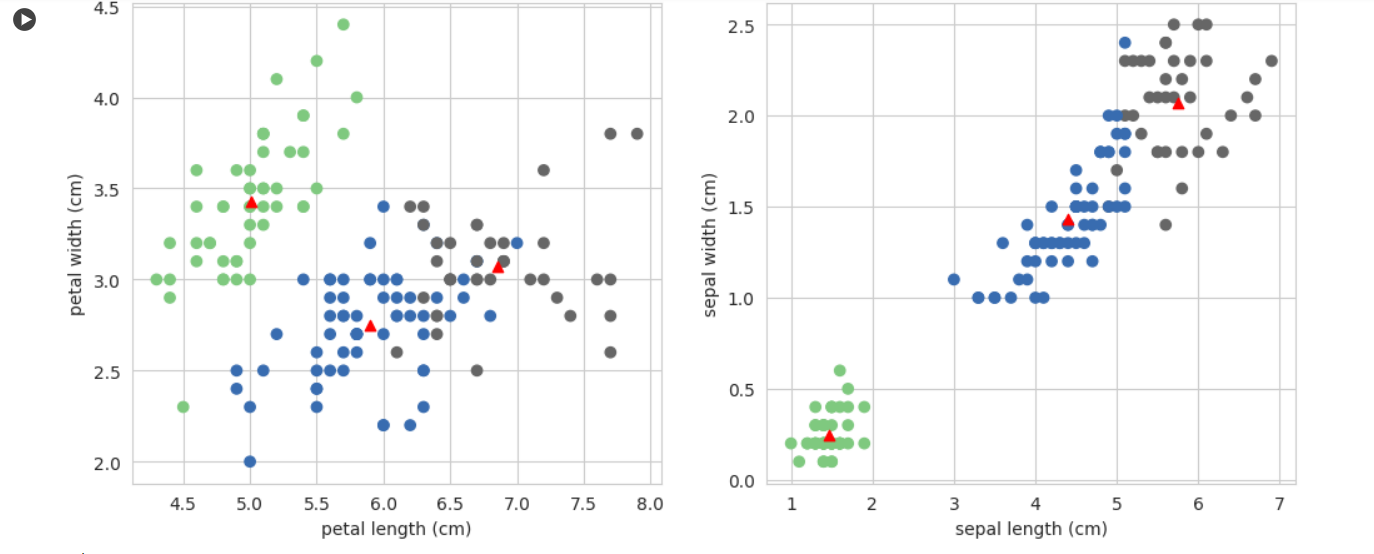 4.5
4.0
3.5
3.0
2.5
2.0
petal width (cm)
4.5 5.0 5.5 6.0 6.5 7.0 7.5 8.0
petal length (cm)
2.5
2.0
1.5
1.0
0.5
0.0
sepal width (cm)
1 2 3 4 5 6 7
sepal length (cm)